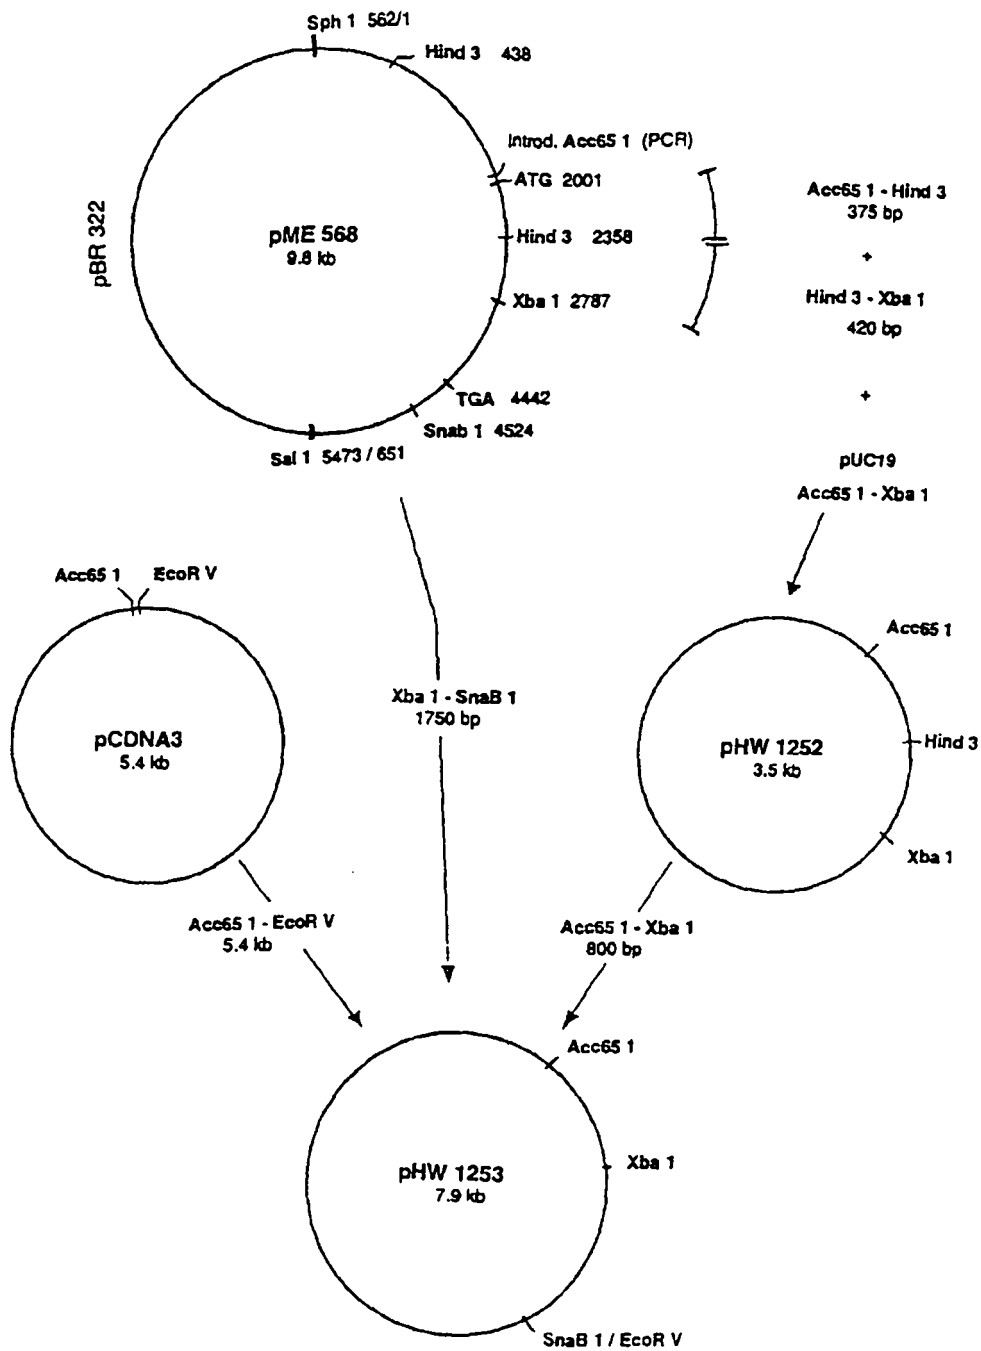 Sph 1 562/1
Hind 3 438
Introd. Acc65 1 (PCR)
ATG 2001
pBR 322
pME 568
9.8 kb
Hind 3 2358
Xba 1 2787
TGA 4442
Snab 1 4524
Sal 1 5473 / 651
Acc65 1 - Hind 3
375 bp
+
Hind 3 - Xba 1
420 bp
+
pUC19
Acc65 1 - Xba 1
Acc65 1 EcoR V
pCDNA3
5.4 kb
Xba 1 - SnaB 1
1750 bp
Acc65 1
pHW 1252
3.5 kb
Hind 3
Xba 1
Acc65 1 - EcoR V
5.4 kb
Acc65 1 - Xba 1
800 bp
Acc65 1
pHW 1253
7.9 kb
Xba 1
SnaB 1 / EcoR V